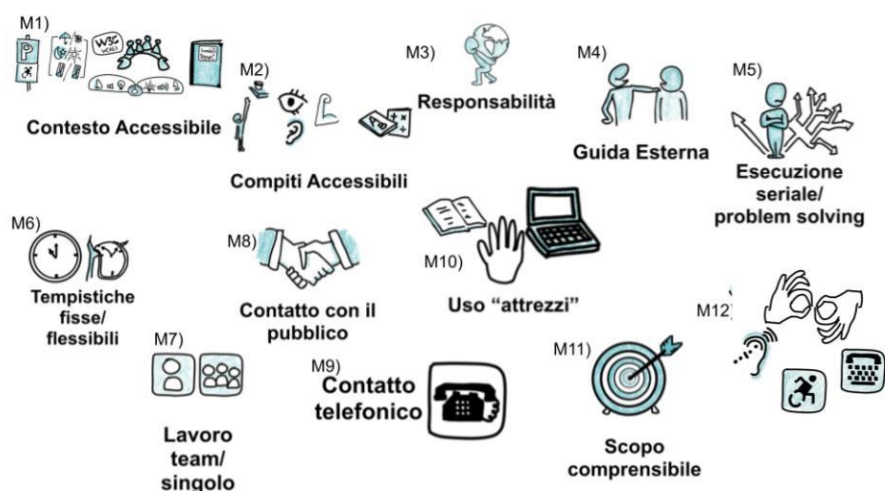 M1)
P
W3C
WCAG
Contesto Accessibile
M2)
Compiti Accessibili
M3)
Responsabilità
M4)
Guida Esterna
M5)
Esecuzione
seriale/
problem solving
M6)
Tempistiche
fisse/
flessibili
M7)
Lavoro
team/
singolo
M8)
Contatto con il
pubblico
M9)
Contatto
telefonico
M10)
Uso “attrezzi”
M11)
Scopo
comprensibile
M12)